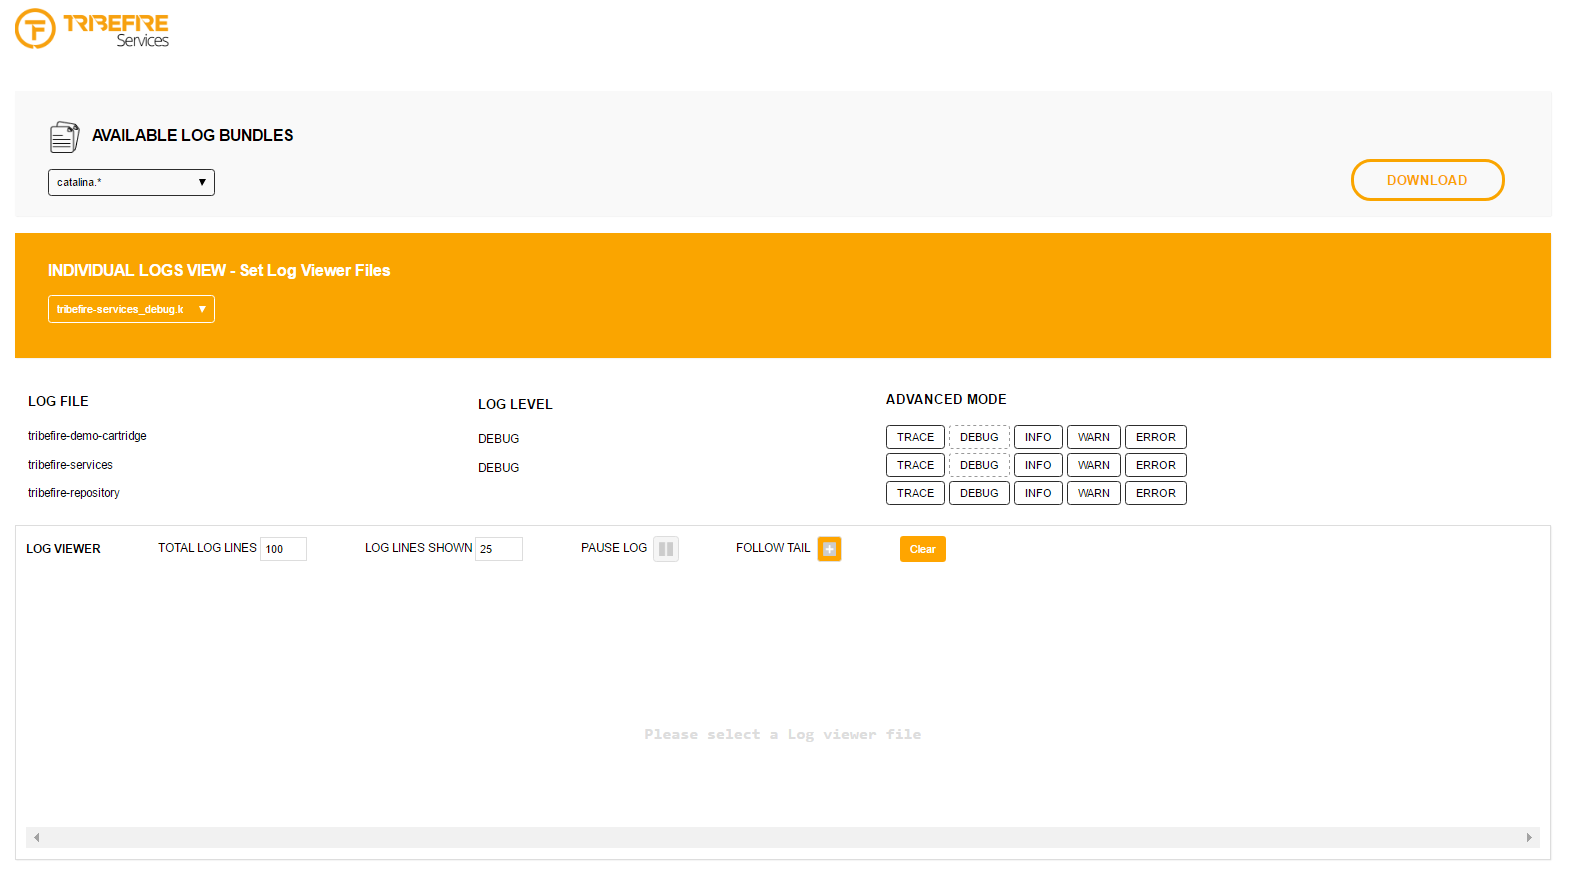 TRIBEFIRE
Services
AVAILABLE LOG BUNDLES
catalina.*
DOWNLOAD
INDIVIDUAL LOGS VIEW - Set Log Viewer Files
tribefire-services_debug.k
LOG FILE
LOG LEVEL
ADVANCED MODE
tribefire-demo-cartridge
DEBUG
TRACE DEBUG INFO WARN ERROR
tribefire-services
DEBUG
TRACE DEBUG INFO WARN ERROR
tribefire-repository
TRACE DEBUG INFO WARN ERROR
LOG VIEWER TOTAL LOG LINES 100 LOG LINES SHOWN 25 PAUSE LOG FOLLOW TAIL Clear
Please select a Log viewer file